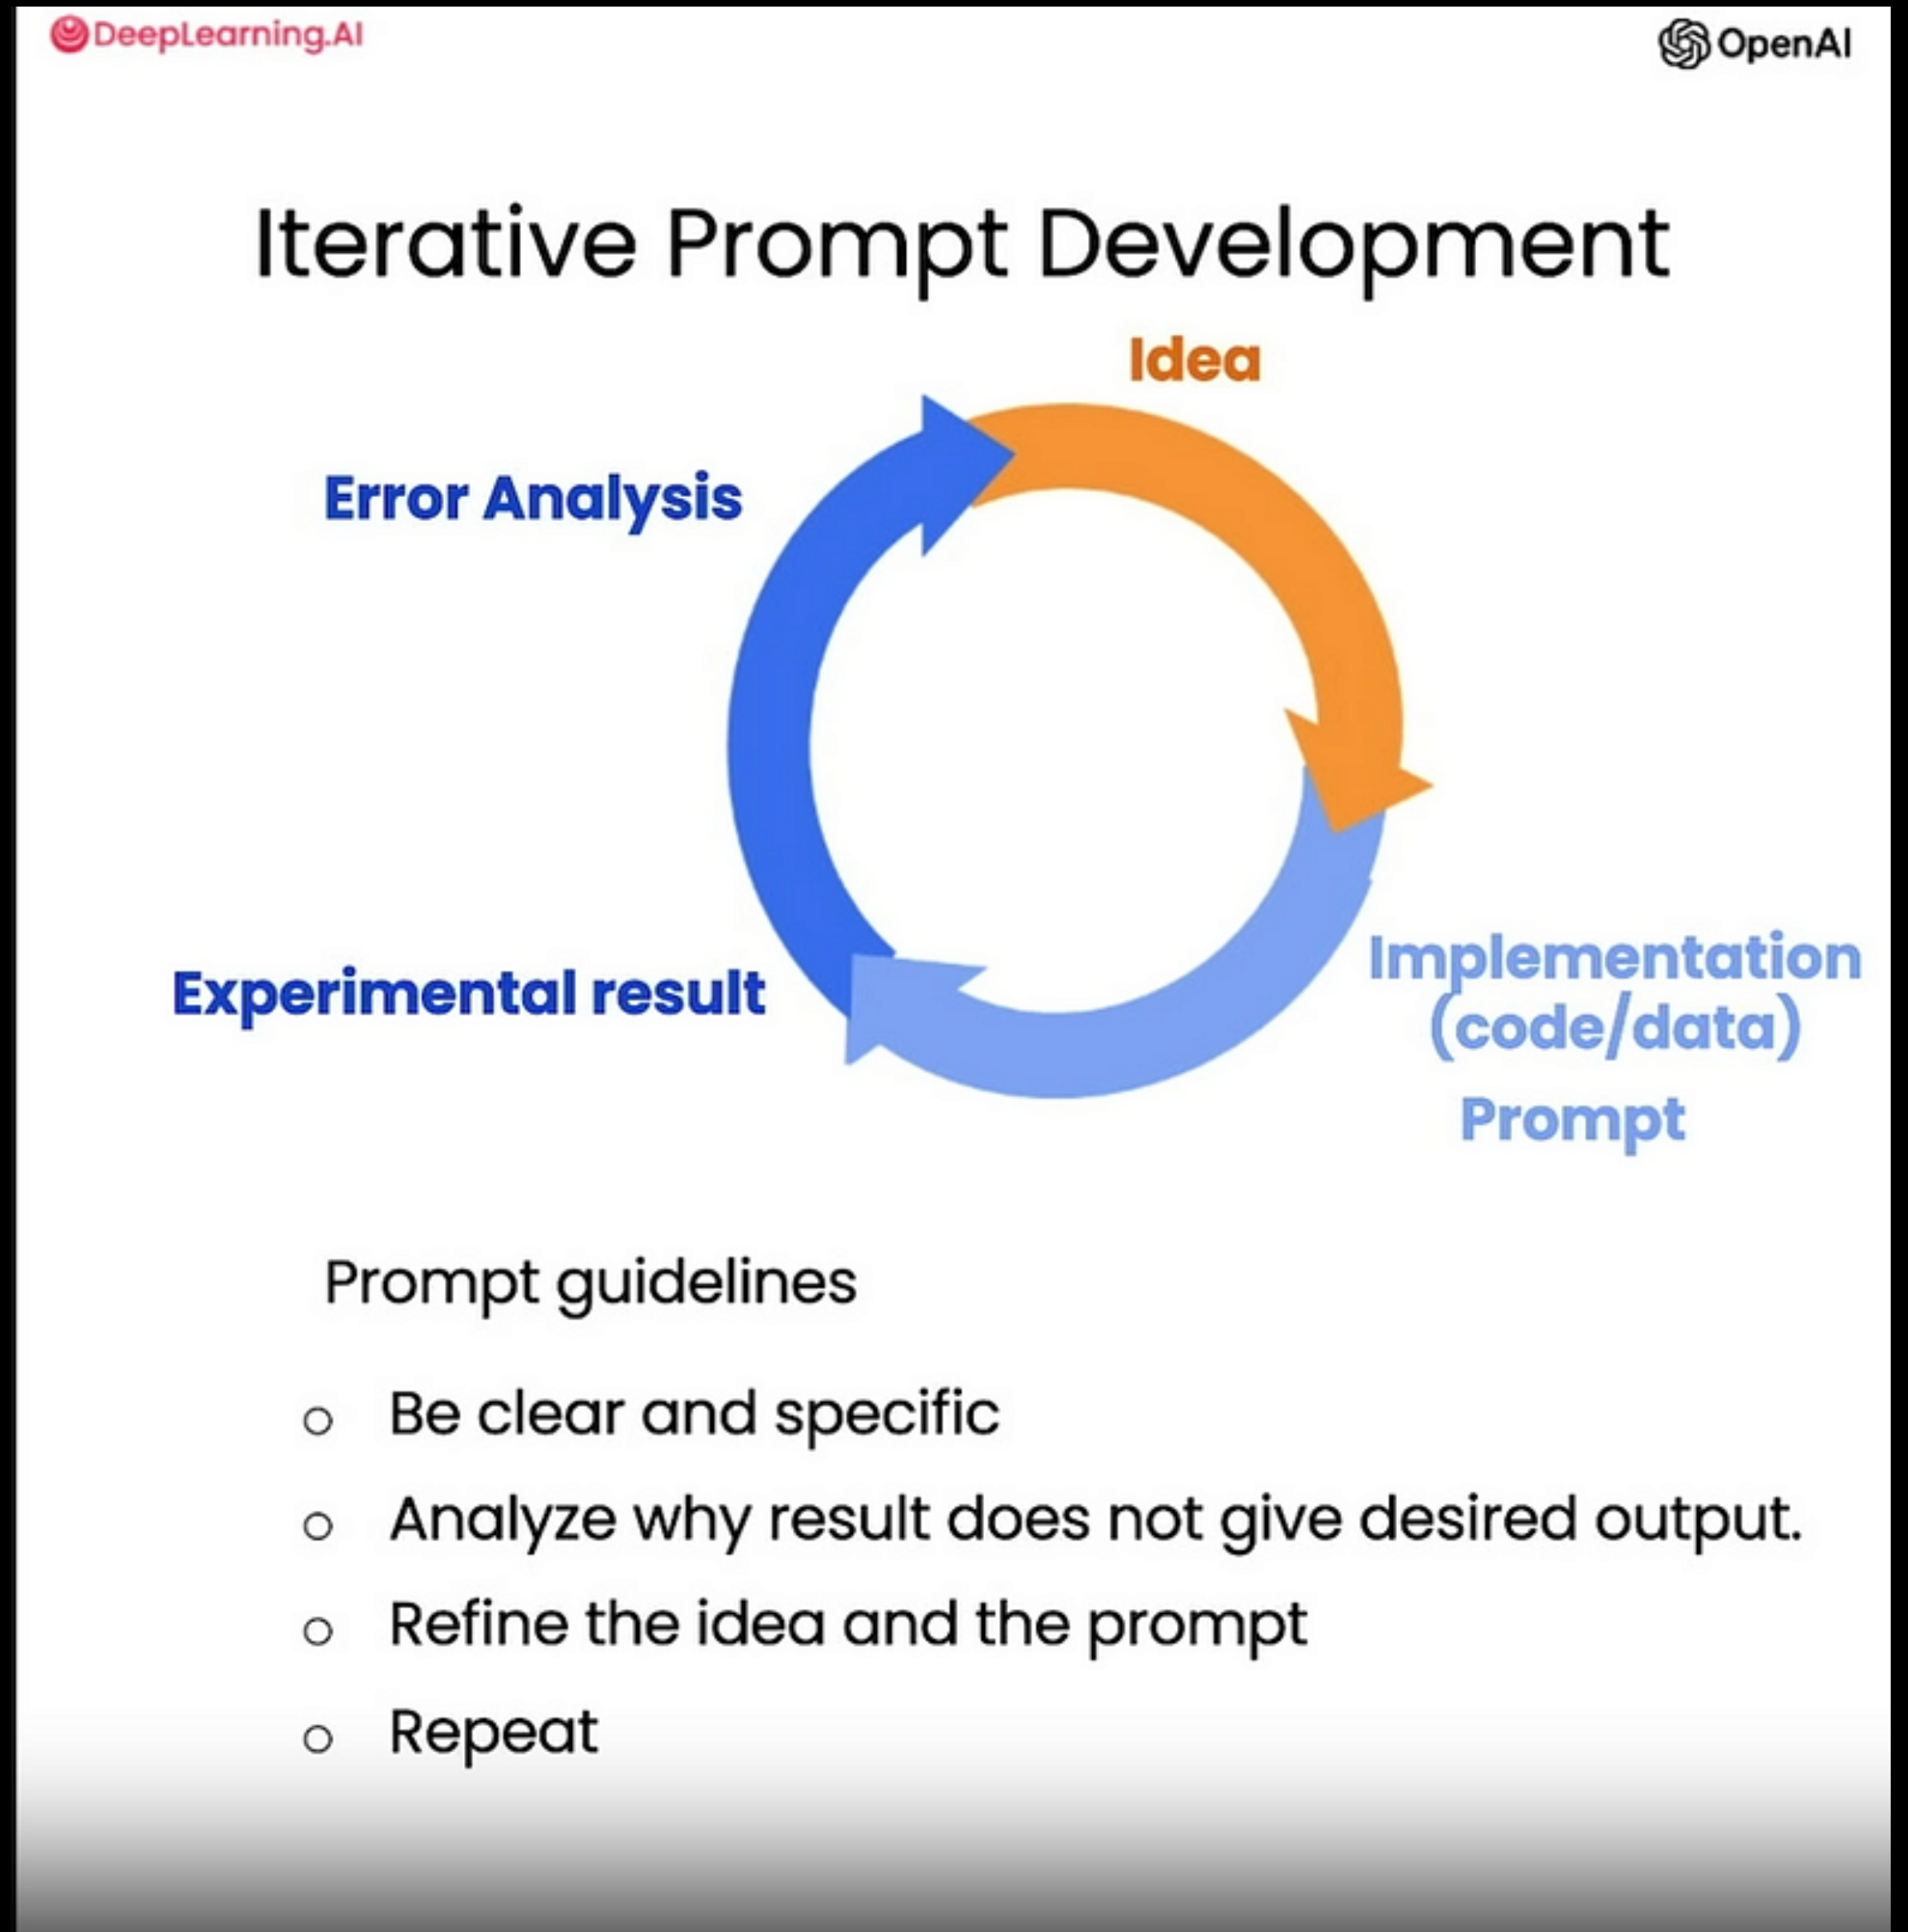 DeepLearning.AI
OpenAI
Iterative Prompt Development
Idea
Error Analysis
Experimental result
Implementation
(code/data)
Prompt
Prompt guidelines
Be clear and specific
Analyze why result does not give desired output.
Refine the idea and the prompt
Repeat